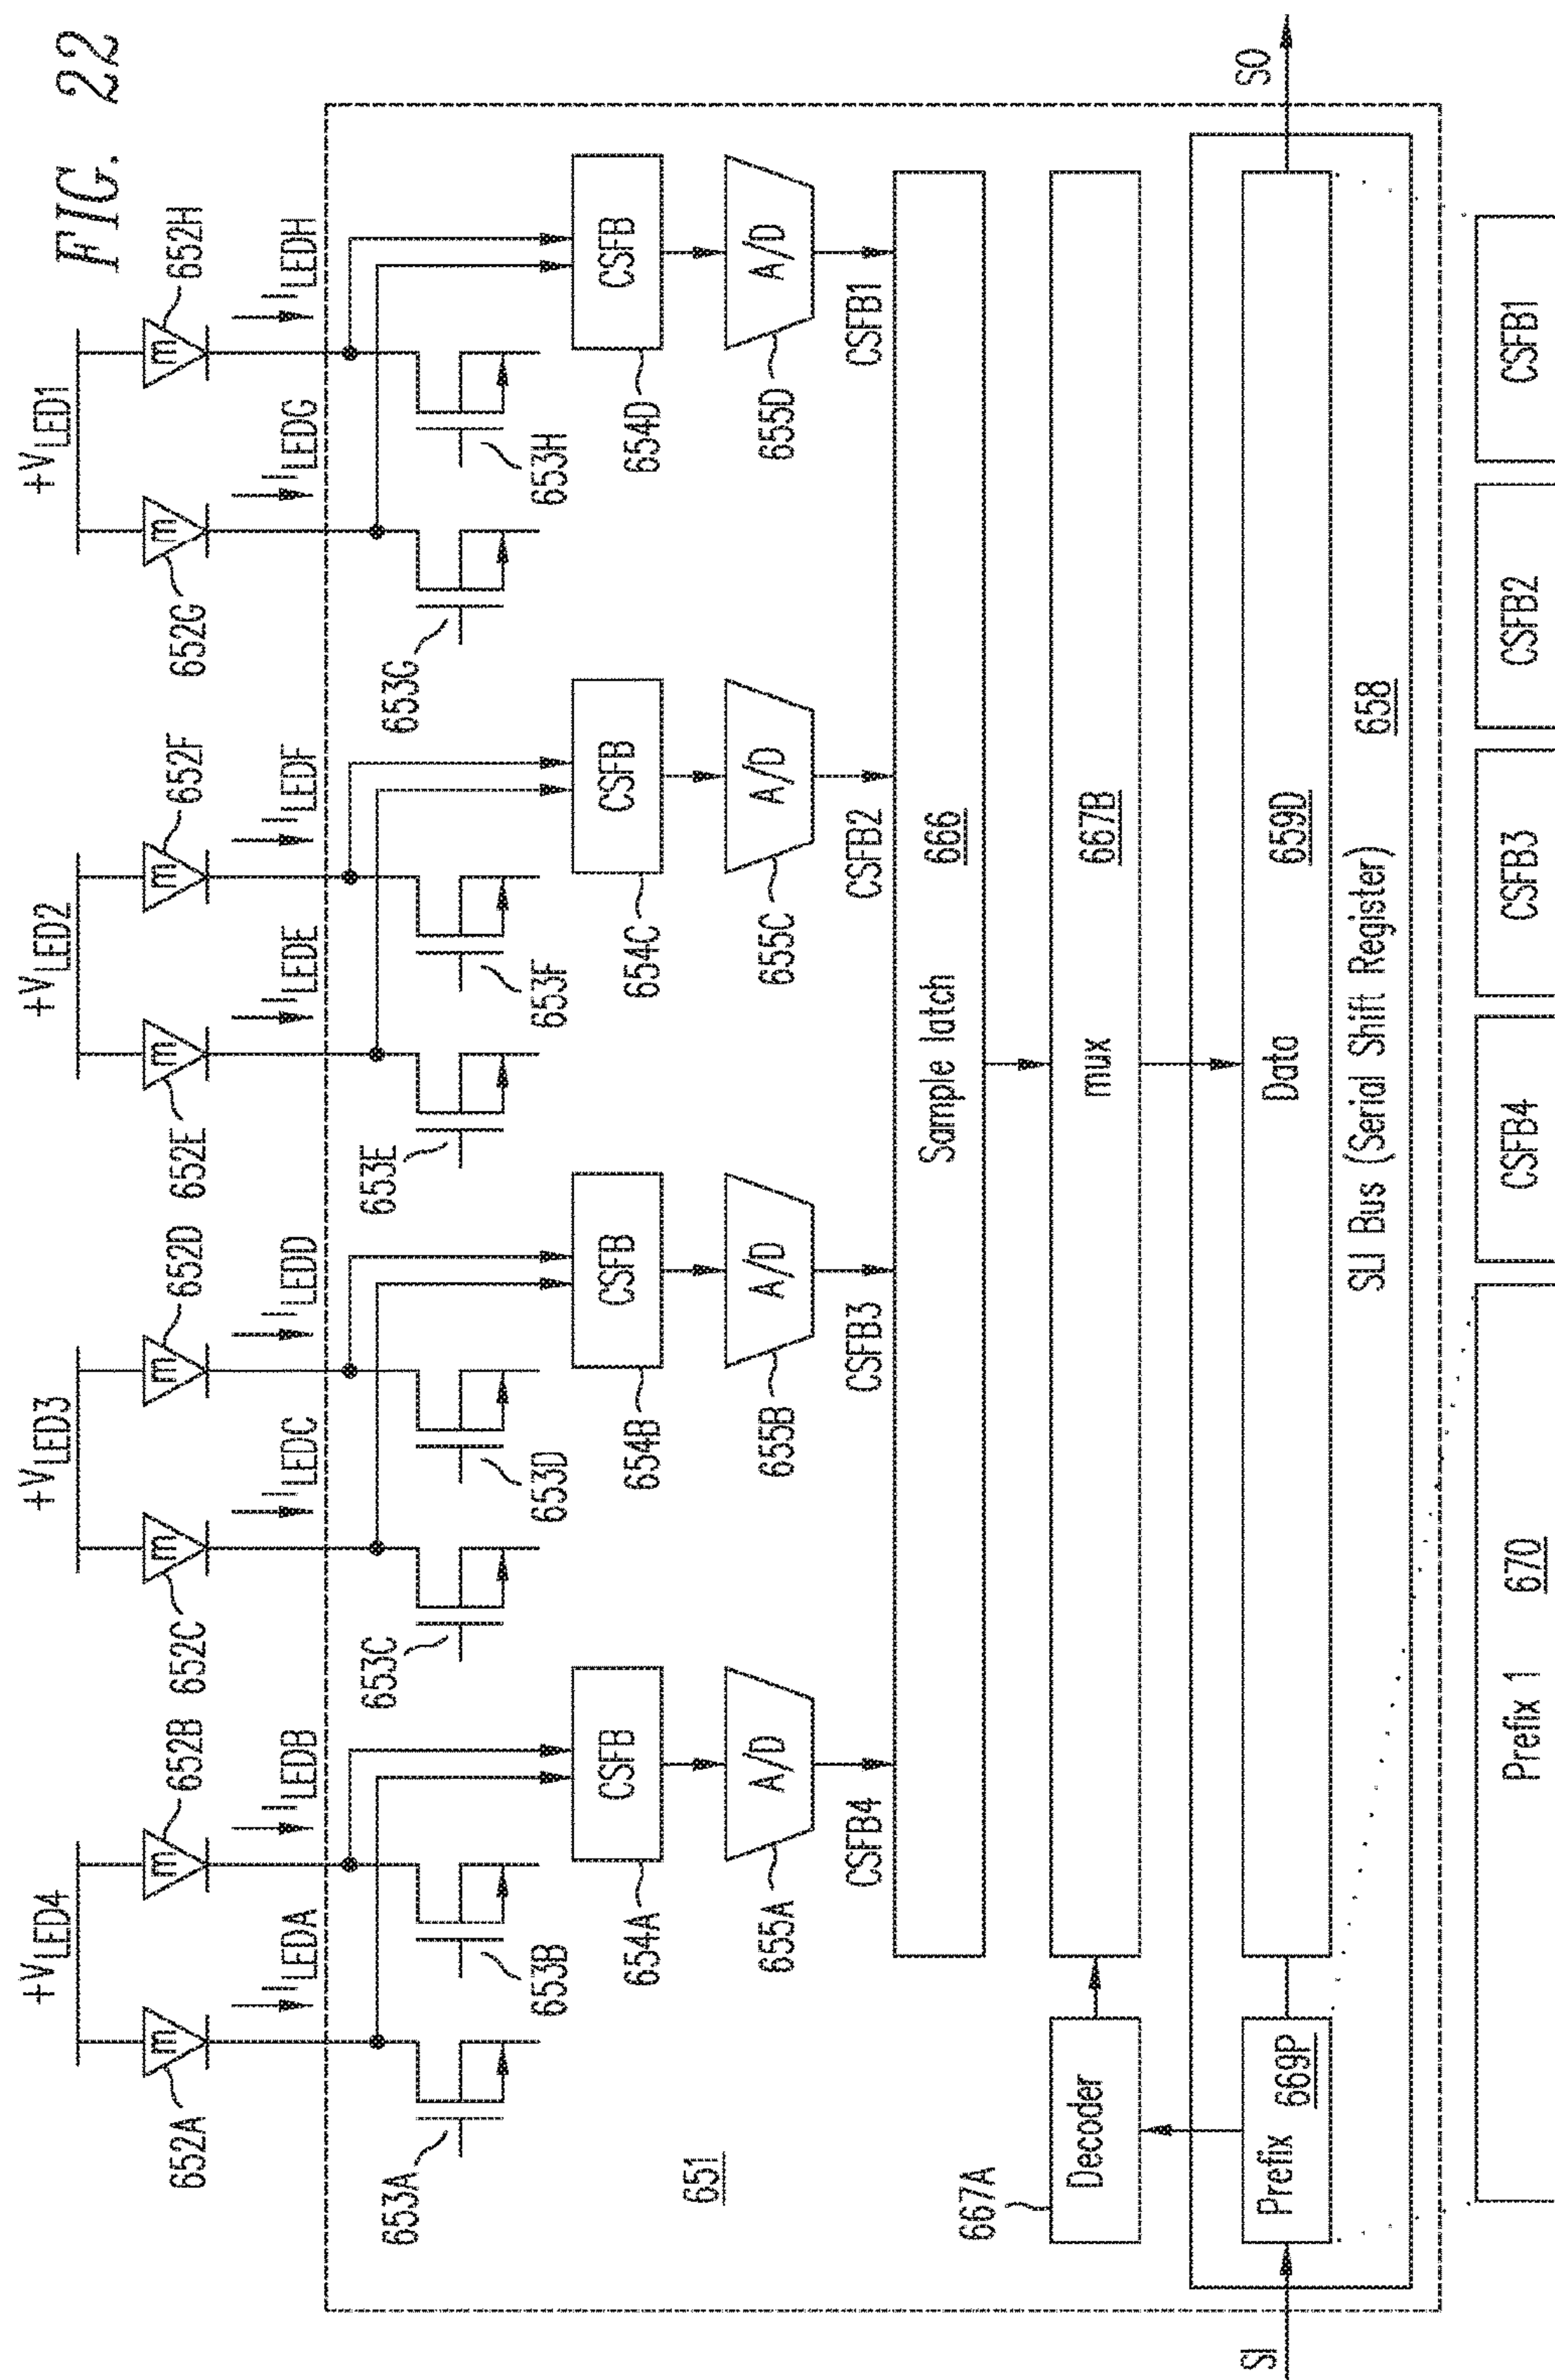 FIG. 22
+VLED4
+VLED3
+VLED2
+VLED1
652A
m
ILEDA
m
652B
ILEDB
652C
m
ILEDC
m
652D
ILEDD
652E
m
ILEDE
m
652F
ILEDF
652G
m
ILEDG
m
652H
ILEDH
653A
653B
653C
653D
653E
653F
653G
653H
654A
CSFB
654B
CSFB
654C
CSFB
654D
CSFB
651
655A
A/D
655B
A/D
655C
A/D
655D
A/D
CSFB4
CSFB3
CSFB2
CSFB1
Sample latch 666
667A
Decoder
mux 667B
SI
Prefix 669P
Data 659D
SO
SLI Bus (Serial Shift Register) 658
Prefix 1 670
CSFB4
CSFB3
CSFB2
CSFB1